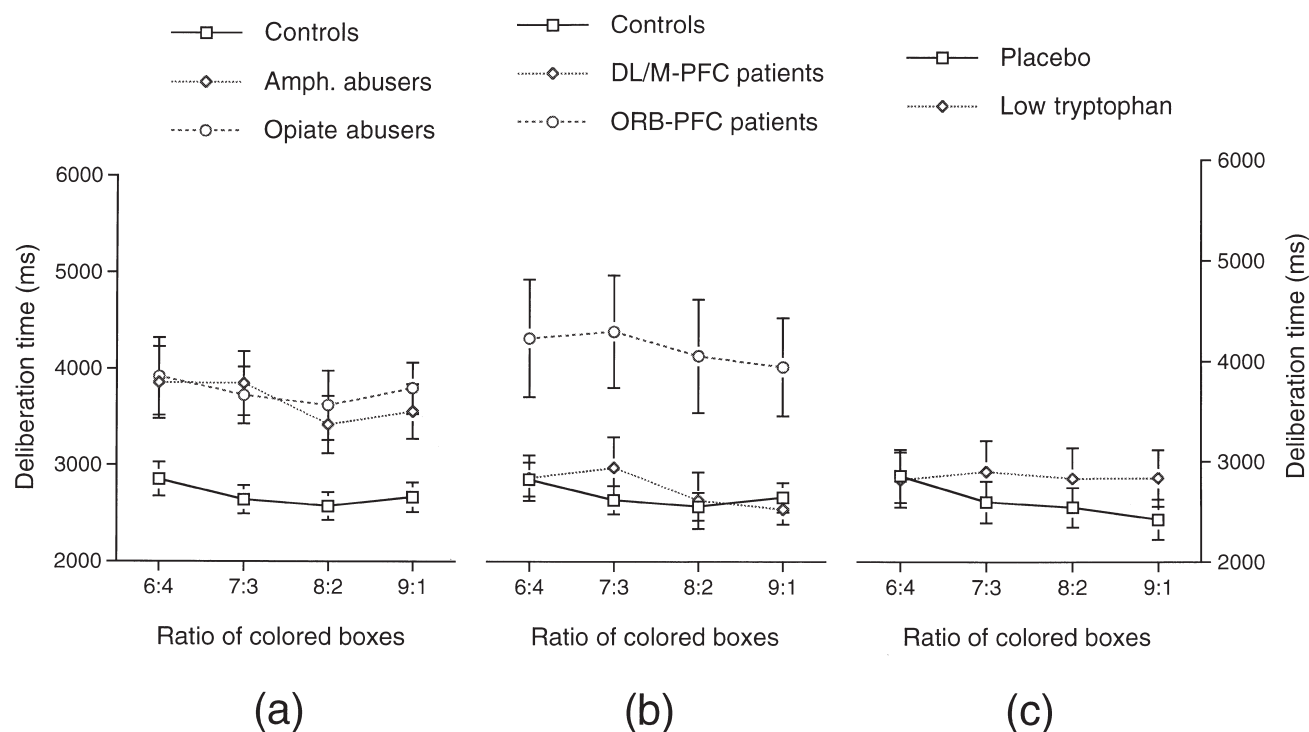 Controls
Amph. abusers
Opiate abusers
Controls
DL/M-PFC patients
ORB-PFC patients
Placebo
Low tryptophan
Deliberation time (ms)
6000
5000
4000
3000
2000
6:4
7:3
8:2
9:1
Ratio of colored boxes
(a)
6:4
7:3
8:2
9:1
Ratio of colored boxes
(b)
6:4
7:3
8:2
9:1
Ratio of colored boxes
(c)
6000
5000
4000
3000
2000
Deliberation time (ms)